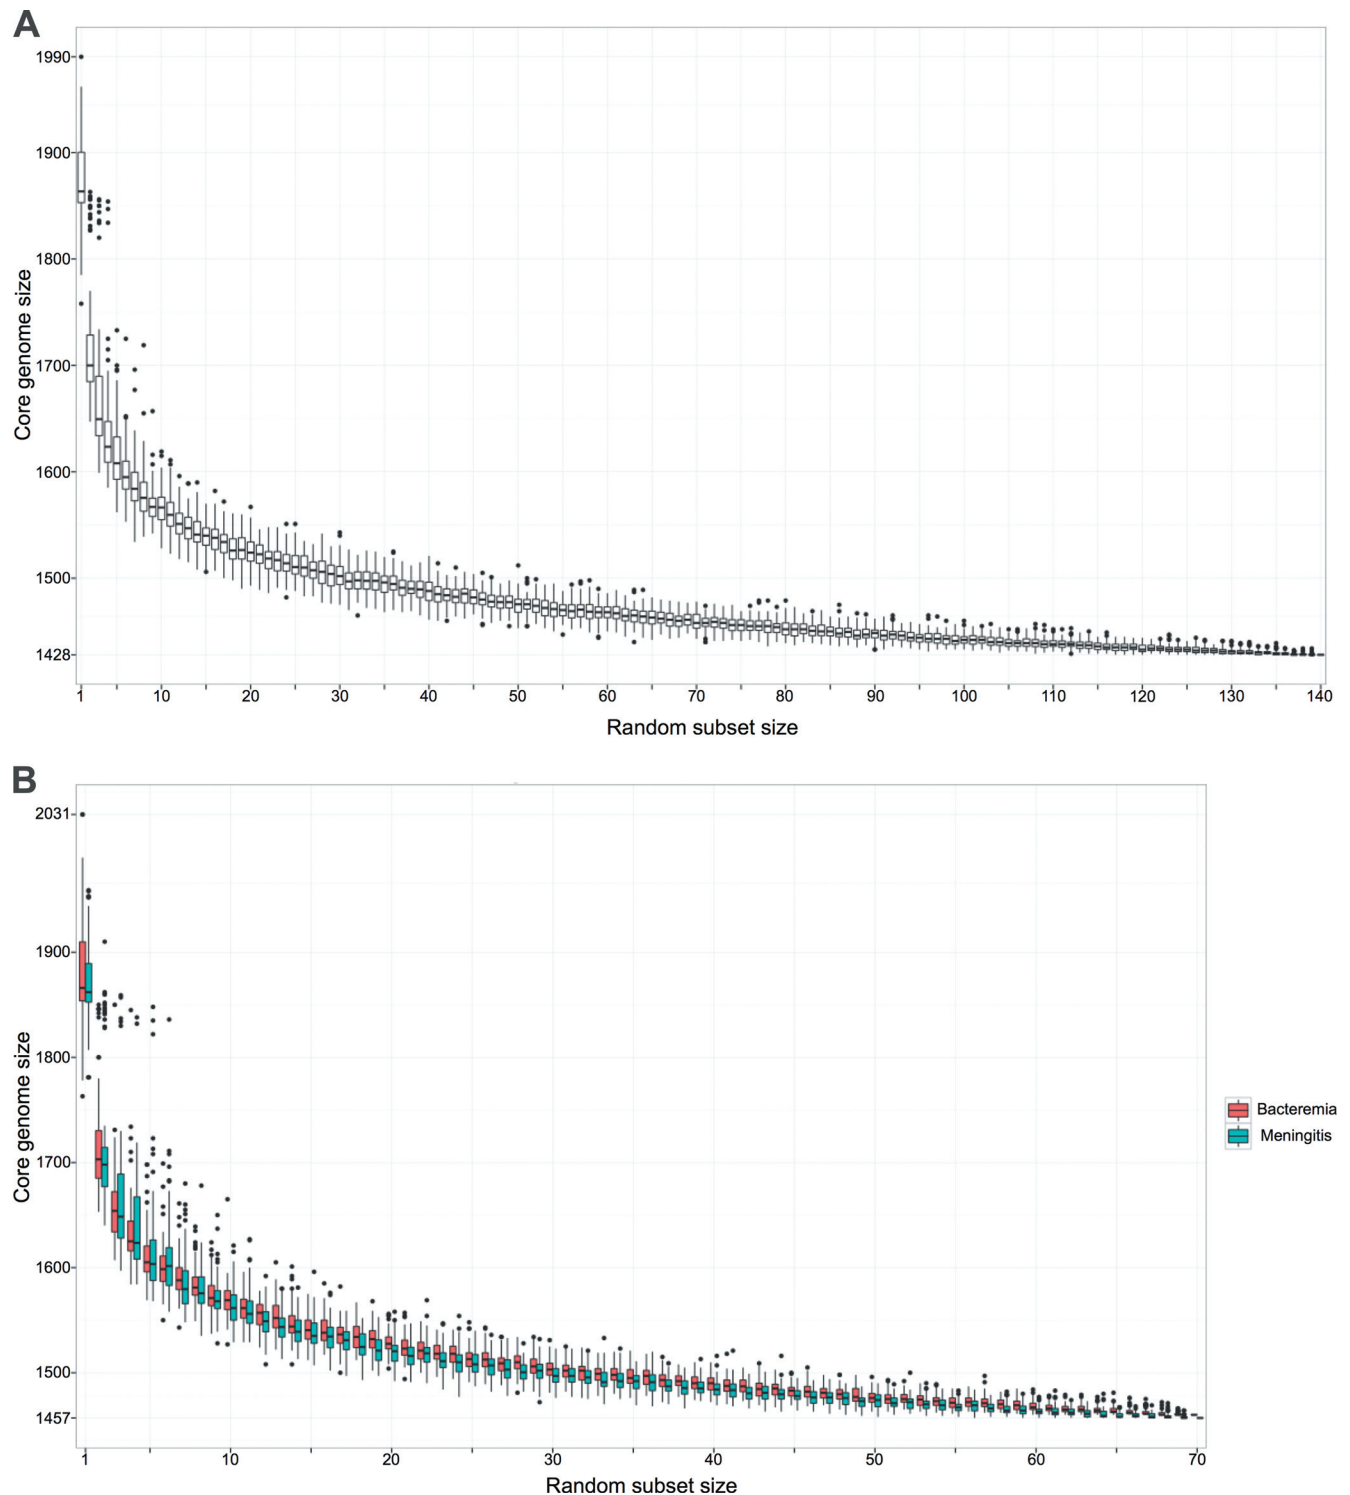 A
1990
1900
1800
1700
1600
1500
1428
Core genome size
1 10 20 30 40 50 60 70 80 90 100 110 120 130 140
Random subset size
B
2031
1900
1800
1700
1600
1500
1457
Core genome size
1 10 20 30 40 50 60 70
Random subset size
Bacteremia
Meningitis